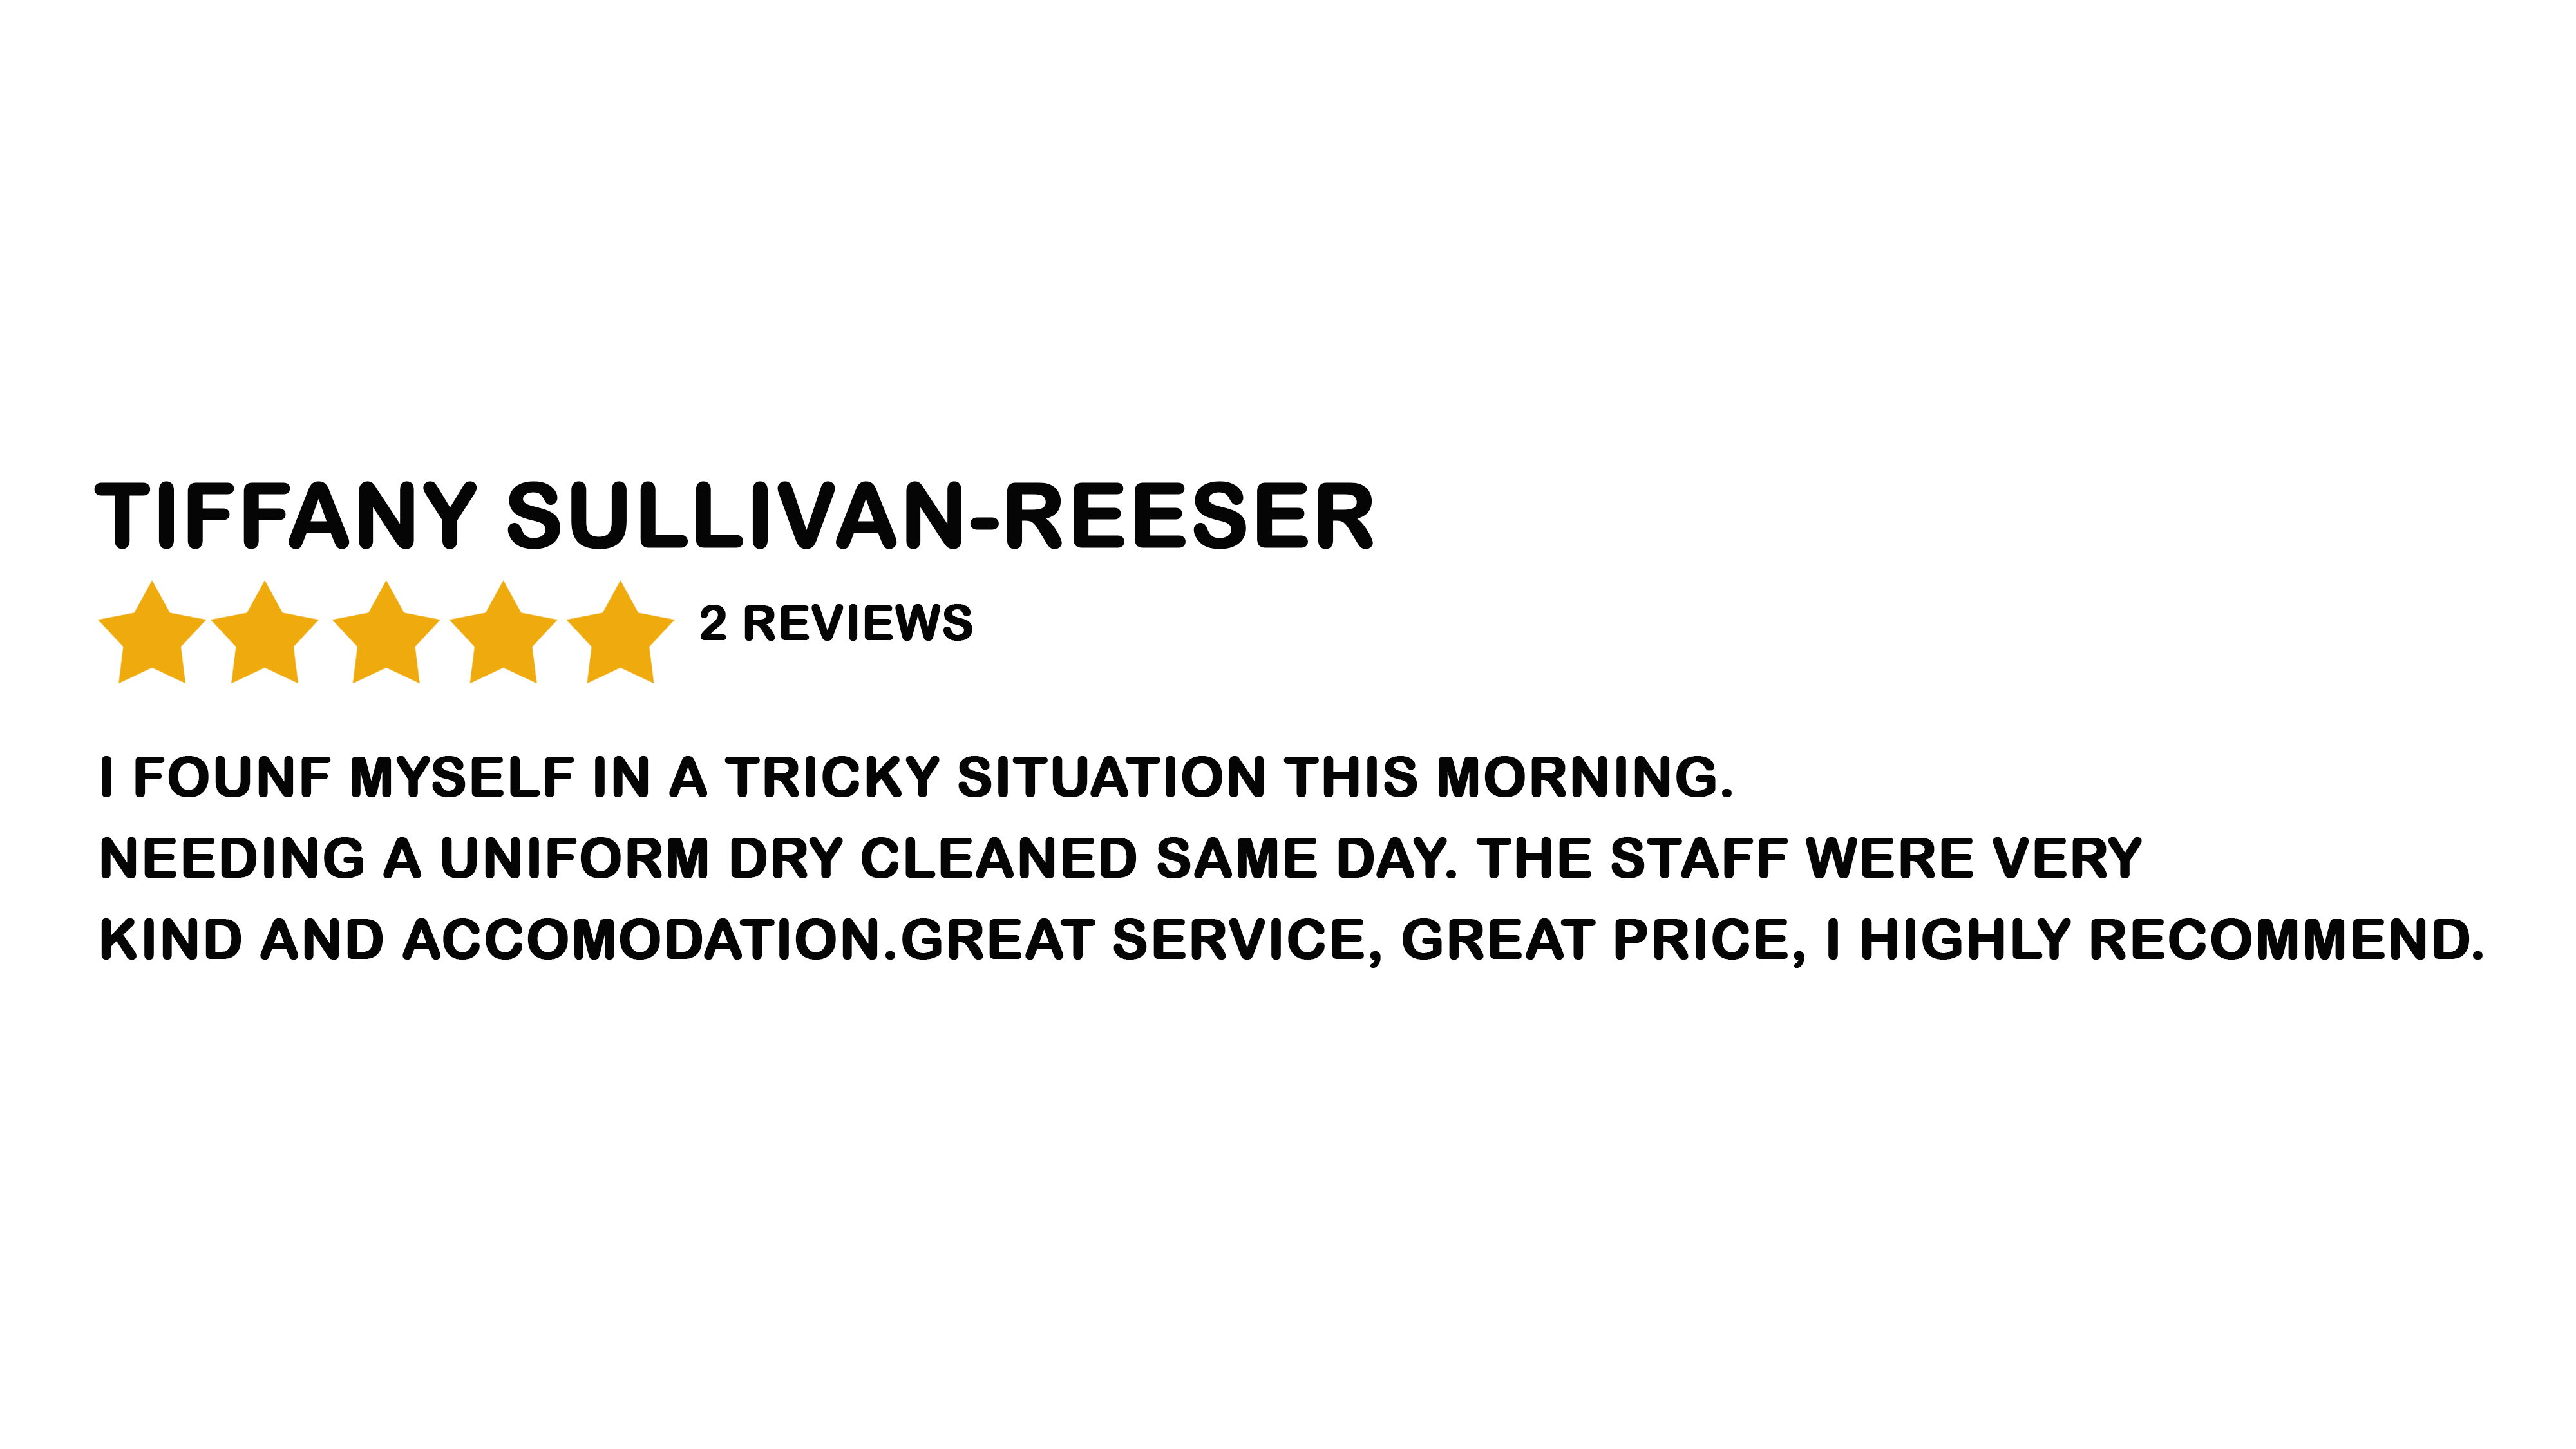 TIFFANY SULLIVAN-REESER
2 REVIEWS
I FOUNF MYSELF IN A TRICKY SITUATION THIS MORNING.
NEEDING A UNIFORM DRY CLEANED SAME DAY. THE STAFF WERE VERY
KIND AND ACCOMODATION.GREAT SERVICE, GREAT PRICE, I HIGHLY RECOMMEND.